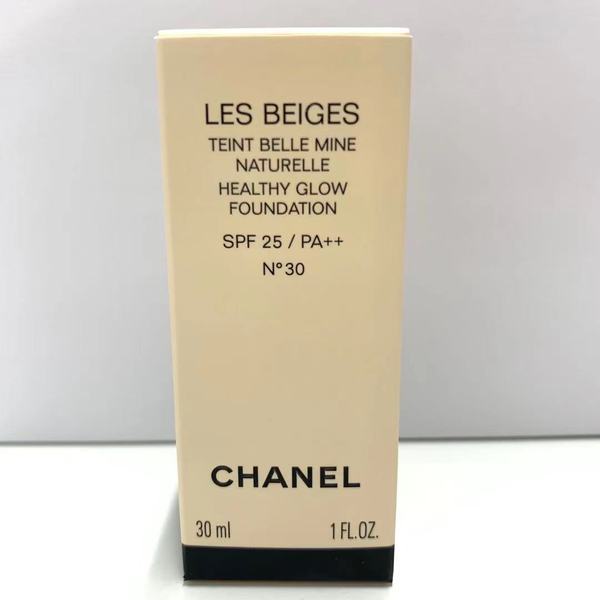 LES BEIGES
TEINT BELLE MINE
NATURELLE
HEALTHY GLOW
FOUNDATION
SPF 25 / PA++
N°30
CHANEL
30 ml 1 FL.OZ.